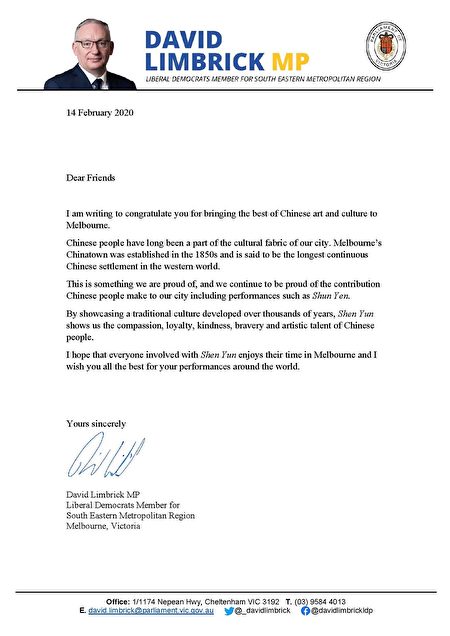 DAVID
LIMBRICK MP
LIBERAL DEMOCRATS MEMBER FOR SOUTH EASTERN METROPOLITAN REGION
PARLIAMENT OF
VICTORIA
14 February 2020
Dear Friends
I am writing to congratulate you for bringing the best of Chinese art and culture to
Melbourne.
Chinese people have long been a part of the cultural fabric of our city. Melbourne's
Chinatown was established in the 1850s and is said to be the longest continuous
Chinese settlement in the western world.
This is something we are proud of, and we continue to be proud of the contribution
Chinese people make to our city including performances such as Shun Yen.
By showcasing a traditional culture developed over thousands of years, Shen Yun
shows us the compassion, loyalty, kindness, bravery and artistic talent of Chinese
people.
I hope that everyone involved with Shen Yun enjoys their time in Melbourne and I
wish you all the best for your performances around the world.
Yours sincerely
David Limbrick MP
Liberal Democrats Member for
South Eastern Metropolitan Region
Melbourne, Victoria
Office: 1/1174 Nepean Hwy, Cheltenham VIC 3192 T. (03) 9584 4013
E. david.limbrick@parliament.vic.gov.au @_davidlimbrick @davidlimbrickldp